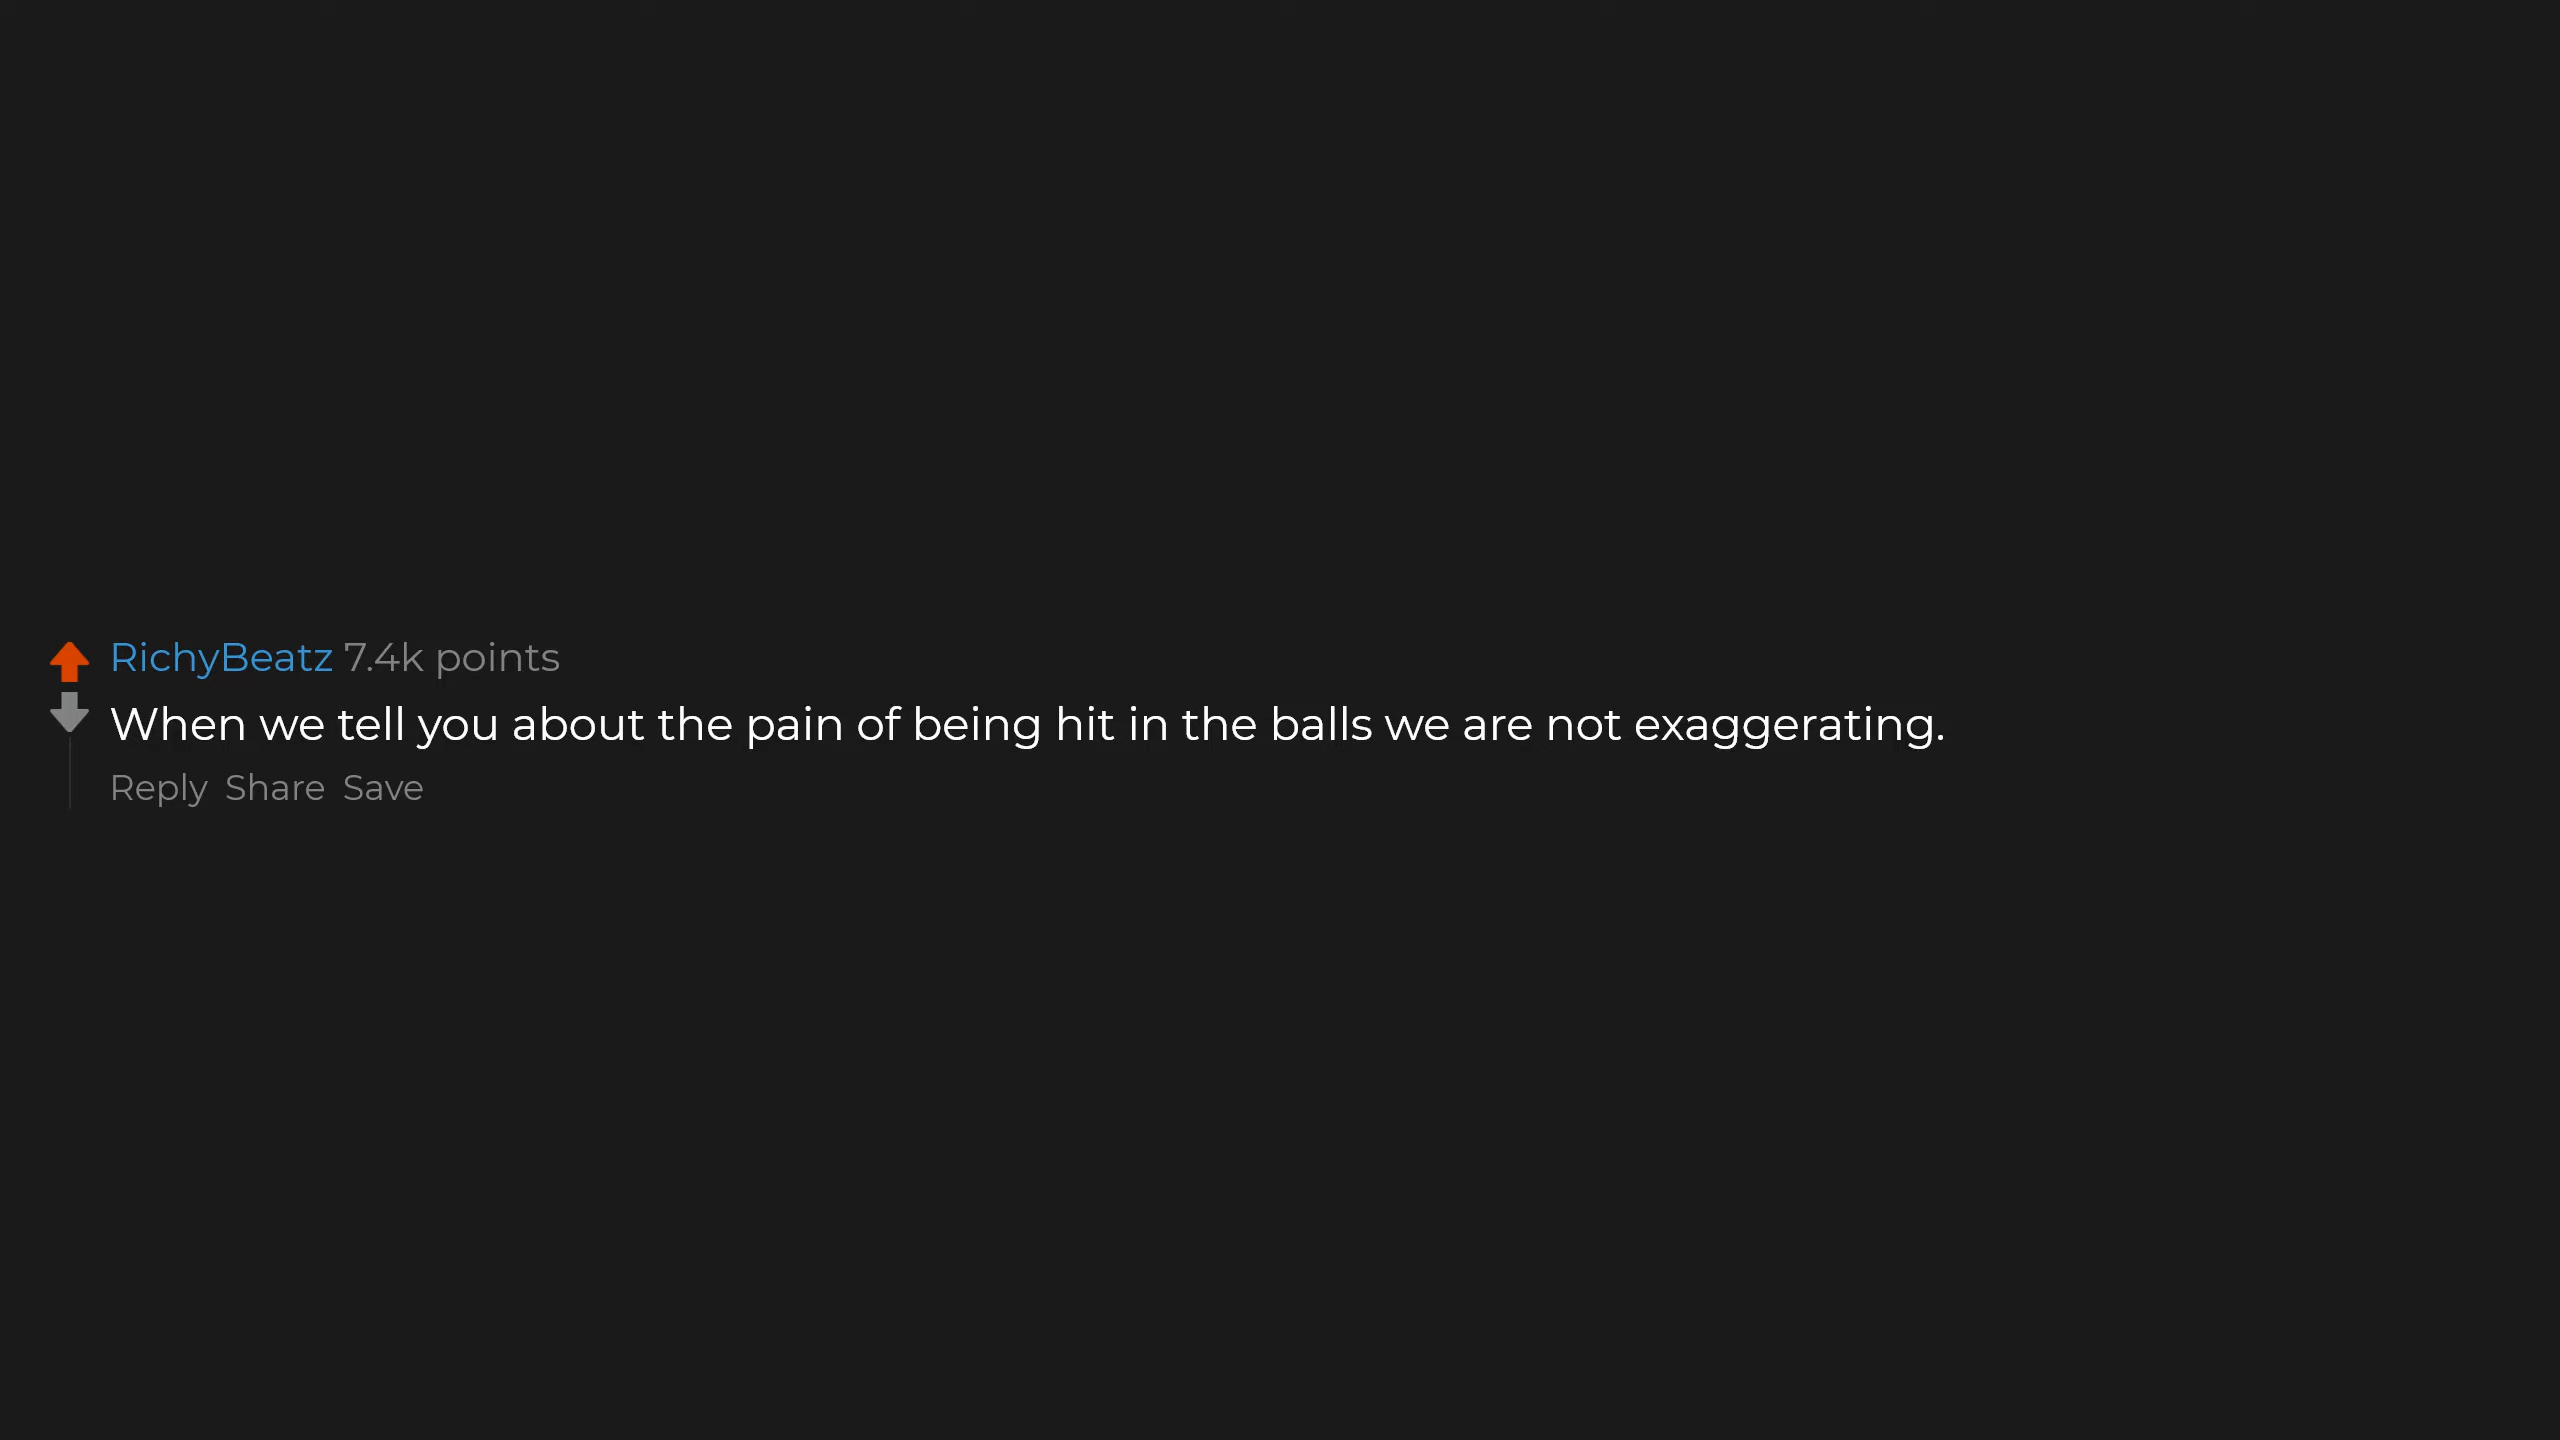 RichyBeatz 7.4k points
When we tell you about the pain of being hit in the balls we are not exaggerating.
Reply Share Save